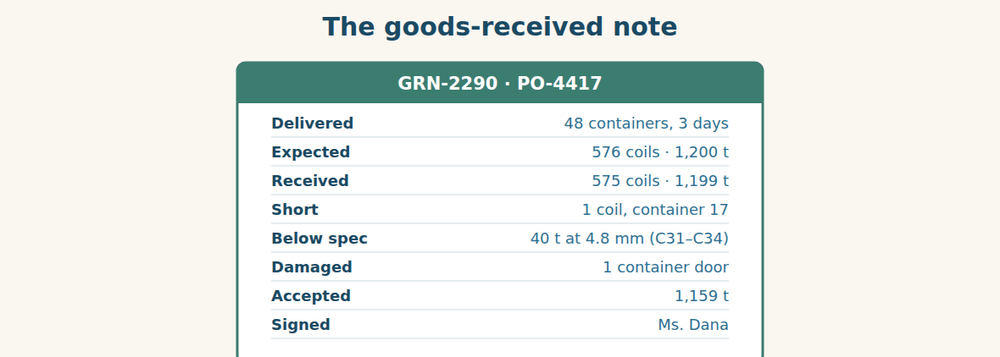 The goods-received note
GRN-2290 · PO-4417
Delivered 48 containers, 3 days
Expected 576 coils · 1,200 t
Received 575 coils · 1,199 t
Short 1 coil, container 17
Below spec 40 t at 4.8 mm (C31–C34)
Damaged 1 container door
Accepted 1,159 t
Signed Ms. Dana